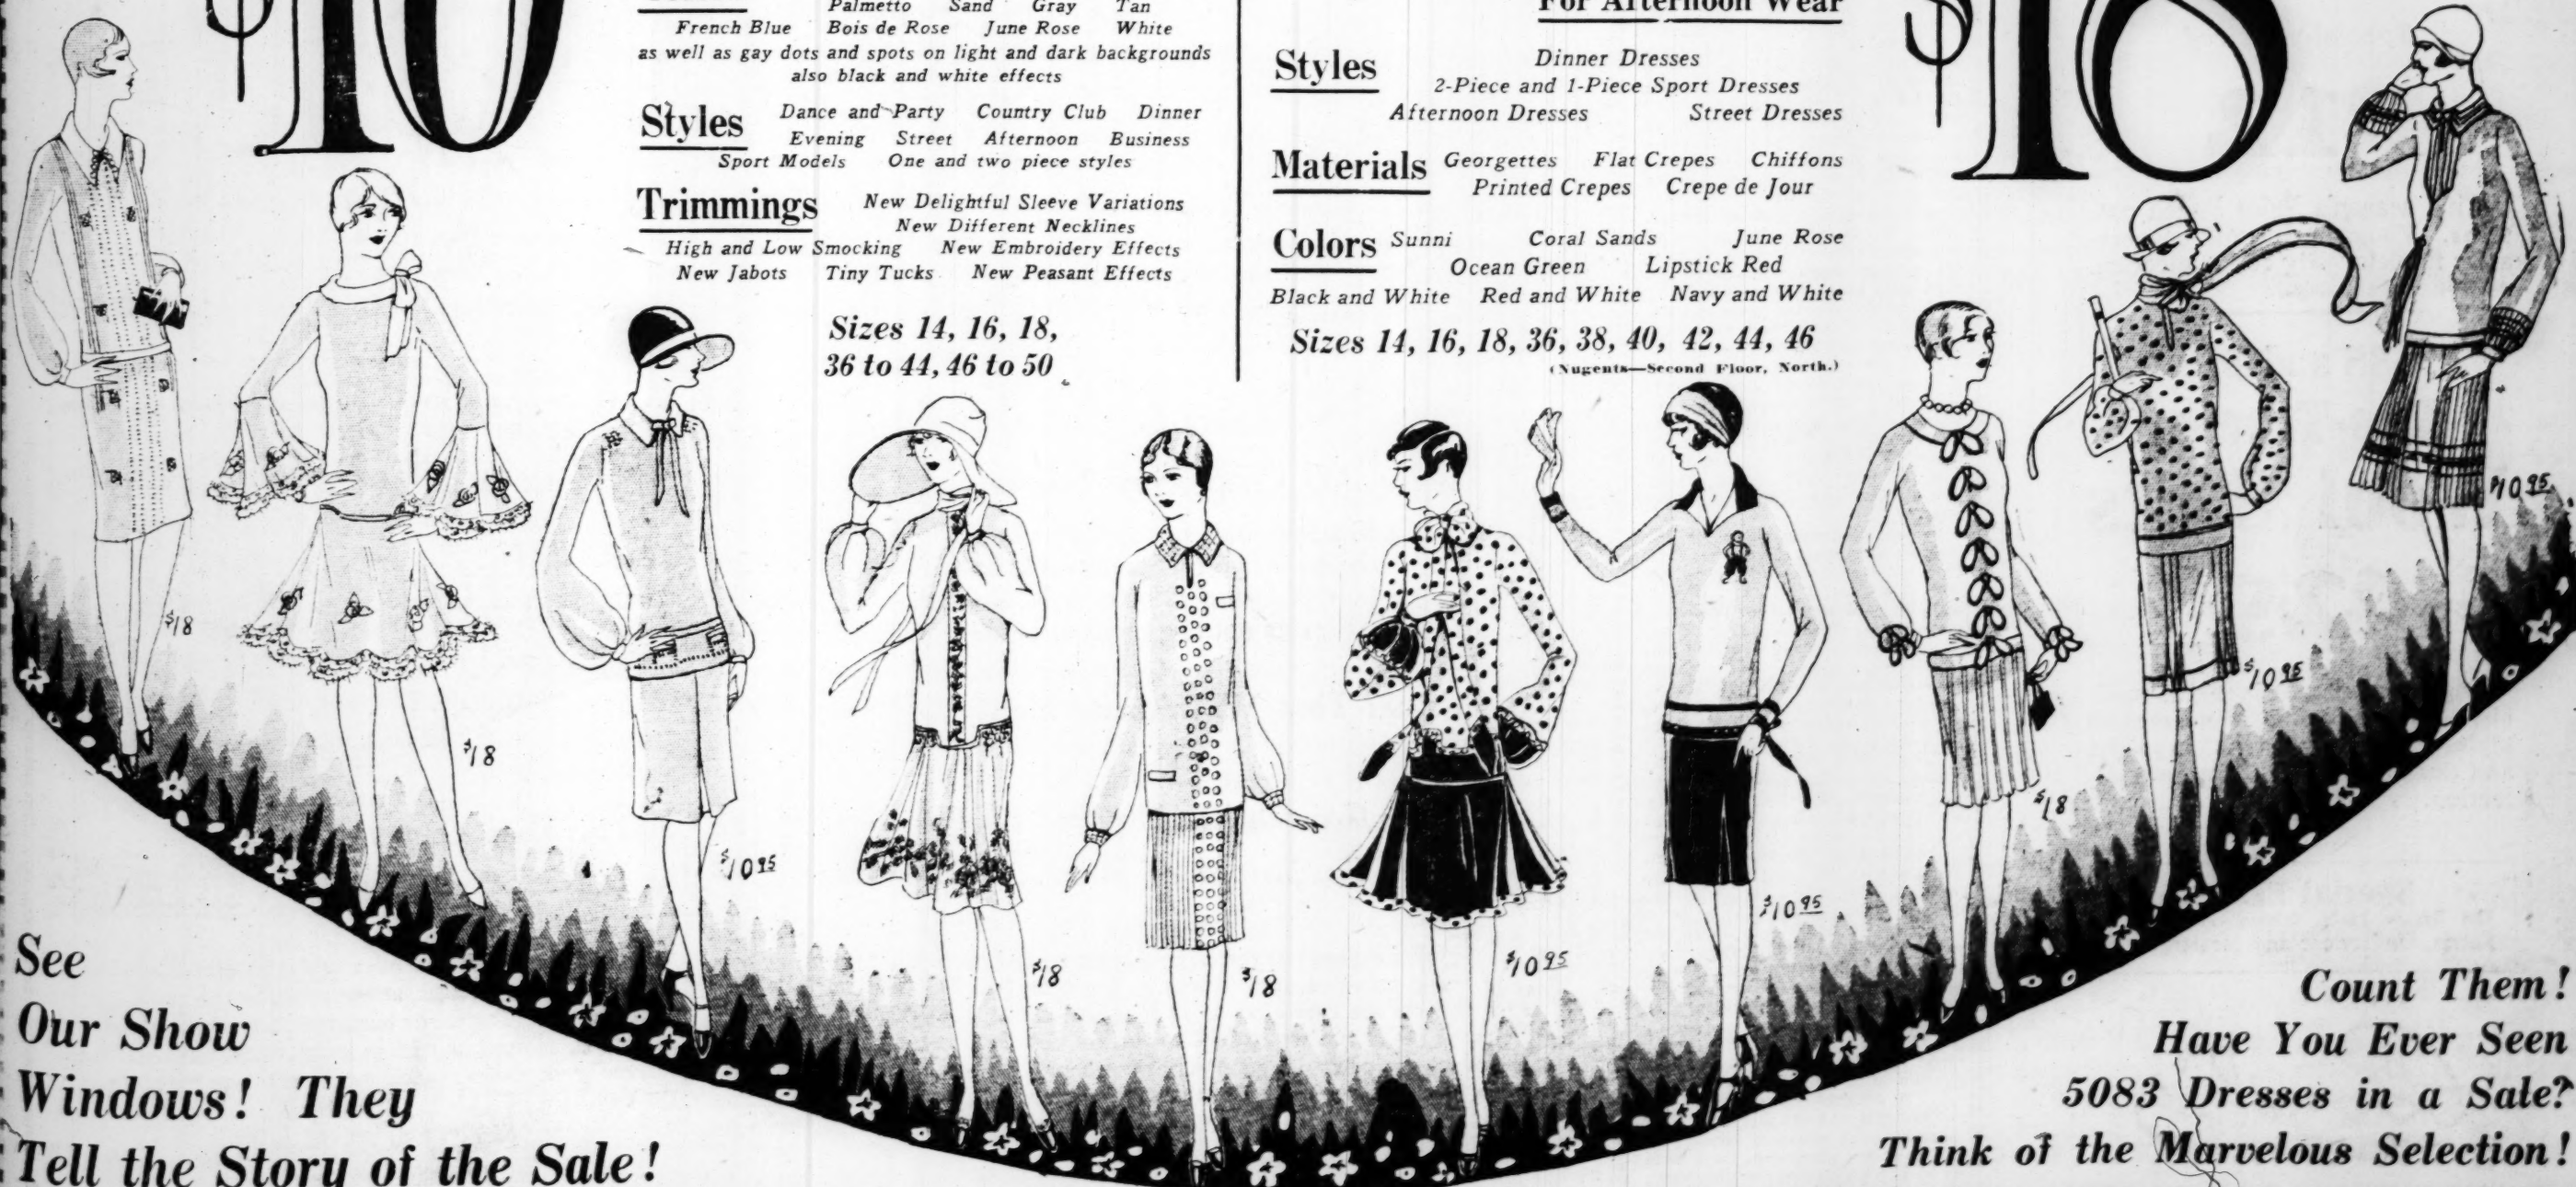 $10
Palmetto Sand Gray Tan
French Blue Bois de Rose June Rose White
as well as gay dots and spots on light and dark backgrounds
also black and white effects
Styles Dance and Party Country Club Dinner
Evening Street Afternoon Business
Sport Models One and two piece styles
Trimmings New Delightful Sleeve Variations
New Different Necklines
High and Low Smocking New Embroidery Effects
New Jabots Tiny Tucks New Peasant Effects
Sizes 14, 16, 18,
36 to 44, 46 to 50
For Afternoon Wear
Styles Dinner Dresses
2-Piece and 1-Piece Sport Dresses
Afternoon Dresses Street Dresses
Materials Georgettes Flat Crepes Chiffons
Printed Crepes Crepe de Jour
Colors Sunni Coral Sands June Rose
Ocean Green Lipstick Red
Black and White Red and White Navy and White
Sizes 14, 16, 18, 36, 38, 40, 42, 44, 46
(Nugents—Second Floor, North.)
$18
$18
$18
$10 95
$18
$18
$10 95
$10 95
$18
$10 95
$10 95
See
Our Show
Windows! They
Tell the Story of the Sale!
Count Them!
Have You Ever Seen
5083 Dresses in a Sale?
Think of the Marvelous Selection!